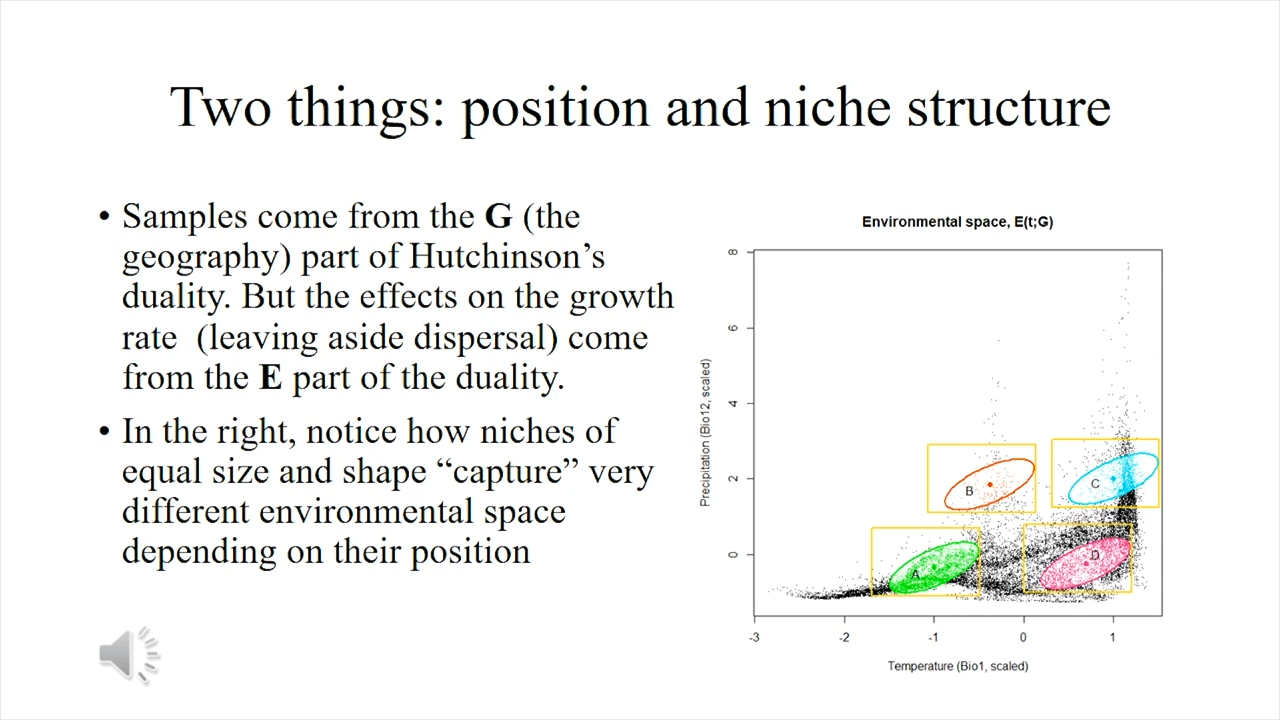 Two things: position and niche structure
• Samples come from the G (the
geography) part of Hutchinson’s
duality. But the effects on the growth
rate  (leaving aside dispersal) come
from the E part of the duality.
• In the right, notice how niches of
equal size and shape “capture” very
different environmental space
depending on their position
Environmental space, E(t;G)
Precipitation (Bio12, scaled)
8
6
4
2
0
B
C
A
D
-3 -2 -1 0 1
Temperature (Bio1, scaled)